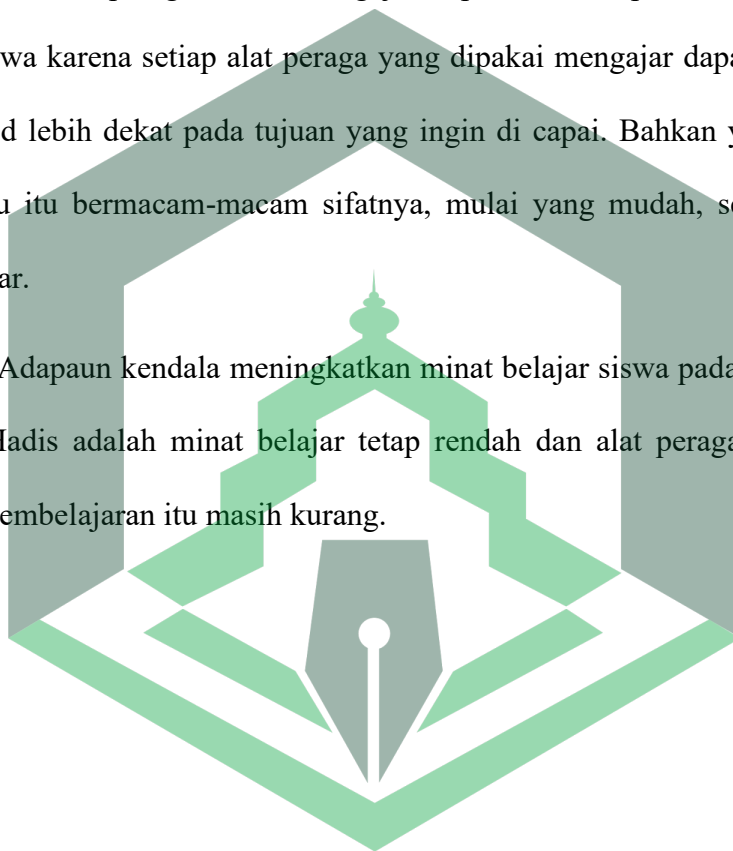 wa karena setiap alat peraga yang dipakai mengajar dapa
d lebih dekat pada tujuan yang ingin di capai. Bahkan y
u itu bermacam-macam sifatnya, mulai yang mudah, se
ar.
Adapaun kendala meningkatkan minat belajar siswa pada
Hadis adalah minat belajar tetap rendah dan alat peraga
embelajaran itu masih kurang.